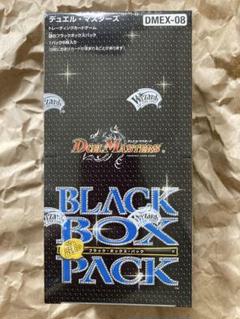 デュエル・マスターズ
DMEX-08
トレーディングカードゲーム
謎のブラックボックスパック
Wizards
DUEL MASTERS
BLACK
BOX
PACK
ブラック・ボックス・パック